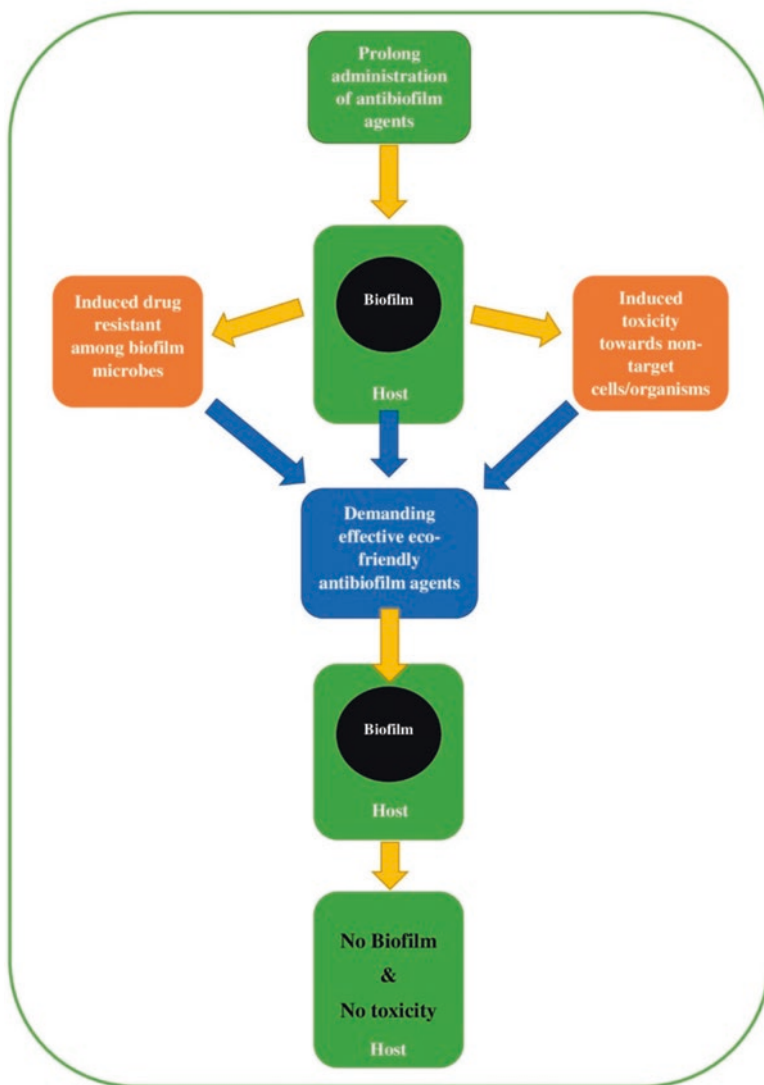 Prolong
administration
of antibiofilm
agents
Biofilm
Host
Induced drug
resistant
among biofilm
microbes
Induced
toxicity
towards non-
target
cells/organisms
Demanding
effective eco-
friendly
antibiofilm agents
Biofilm
Host
No Biofilm
&
No toxicity
Host